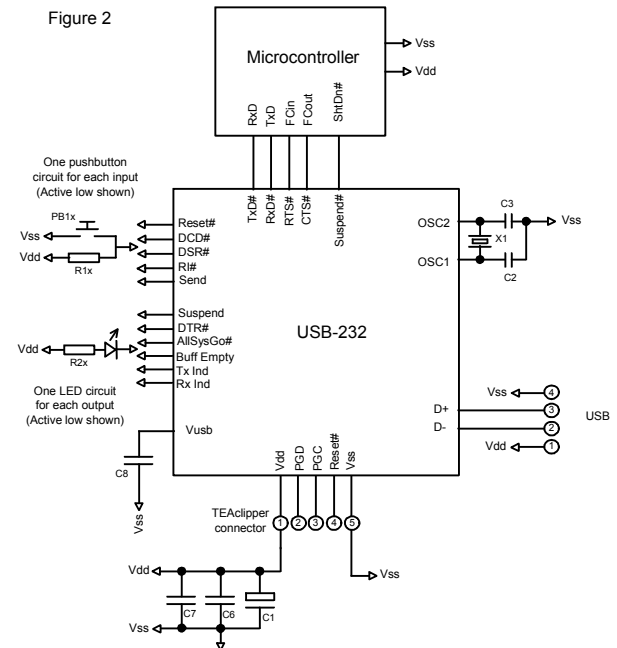 Figure 2
Microcontroller
Vss
Vdd
RxD
TxD
FCin
FCout
ShtDn#
One pushbutton
circuit for each input
(Active low shown)
PB1x
Vss
Vdd
R1x
TxD#
RxD#
RTS#
CTS#
Suspend#
Reset#
DCD#
DSR#
RI#
Send
OSC2
OSC1
C3
X1
C2
Vss
Suspend
DTR#
AllSysGo#
Buff Empty
Tx Ind
Rx Ind
USB-232
Vdd
R2x
One LED circuit
for each output
(Active low shown)
Vusb
C8
Vss
D+
D-
Vss
Vdd
4
3
2
1
USB
Vdd
PGD
PGC
Reset#
Vss
TEAclipper
connector
1
2
3
4
5
Vss
Vdd
C7
C6
C1
Vss